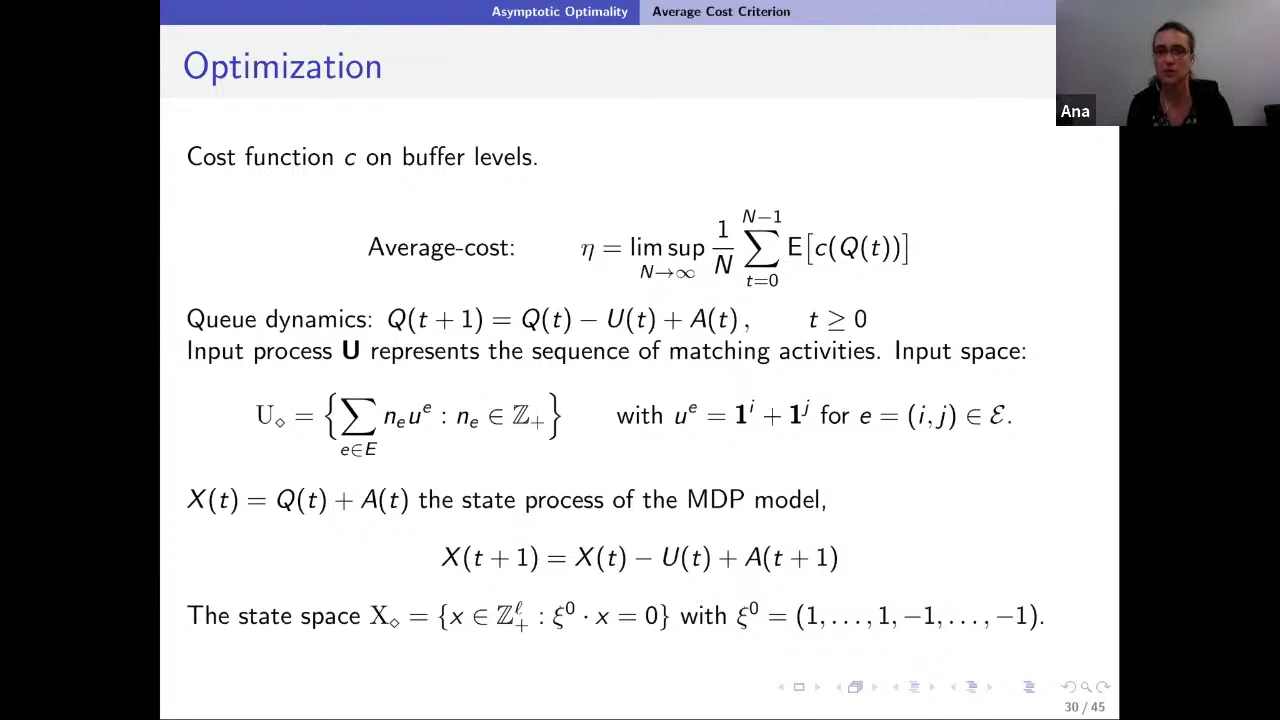 Asymptotic Optimality Average Cost Criterion
Optimization
Ana
Cost function c on buffer levels.
Average-cost: η = lim sup_{N→∞} 1/N ∑_{t=0}^{N−1} E[c(Q(t))]
Queue dynamics: Q(t + 1) = Q(t) − U(t) + A(t) , t ≥ 0
Input process U represents the sequence of matching activities. Input space:
U_⋄ = { ∑_{e∈E} n_e u^e : n_e ∈ ℤ_+ } with u^e = 1^i + 1^j for e = (i, j) ∈ ℰ.
X(t) = Q(t) + A(t) the state process of the MDP model,
X(t + 1) = X(t) − U(t) + A(t + 1)
The state space X_⋄ = {x ∈ ℤ_+^ℓ : ξ^0 · x = 0} with ξ^0 = (1, . . . , 1, −1, . . . , −1).
30 / 45